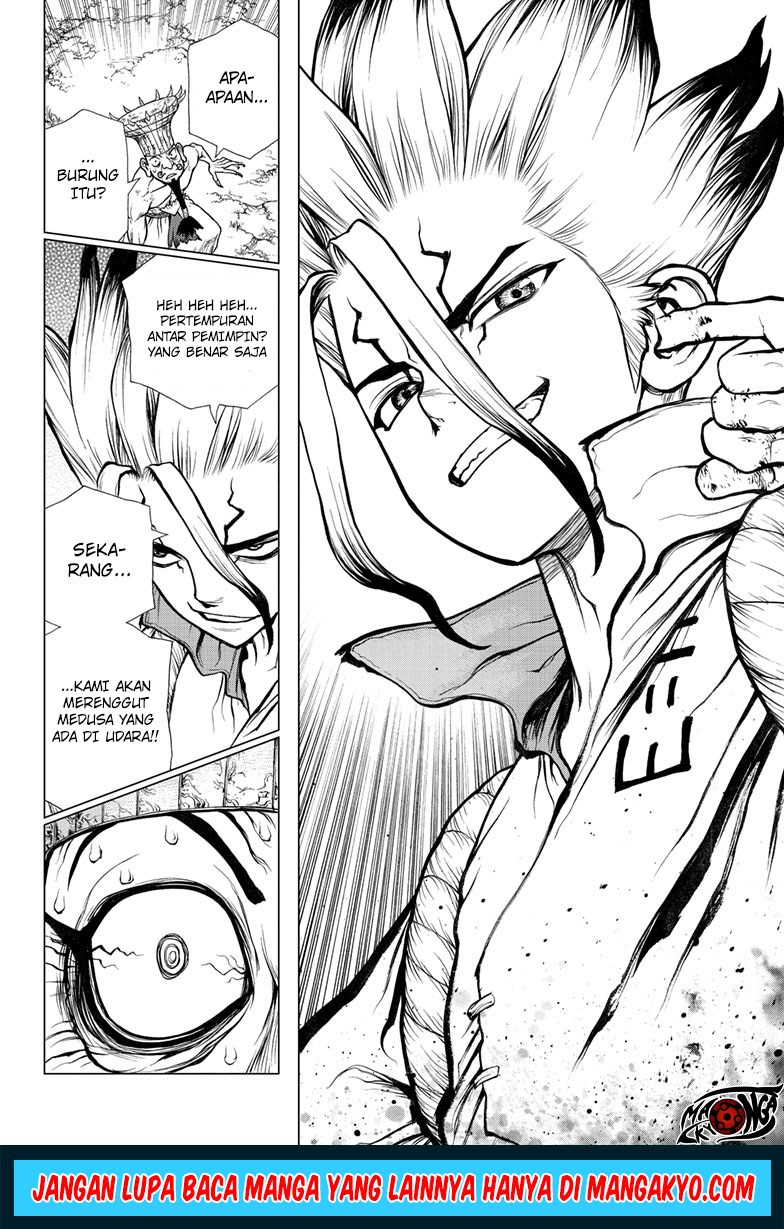 APA-
APAAN...
...
BURUNG
ITU?
HEH HEH HEH...
PERTEMPURAN
ANTAR PEMIMPIN?
YANG BENAR SAJA
SEKA-
RANG...
...KAMI AKAN
MERENGGUT
MEDUSA YANG
ADA DI UDARA!!
E=
JANGAN LUPA BACA MANGA YANG LAINNYA HANYA DI MANGAKYO.COM